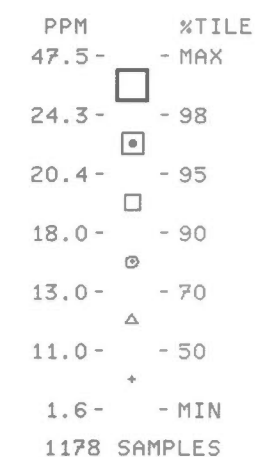 PPM %TILE
47.5- - MAX
24.3- - 98
20.4- - 95
18.0- - 90
13.0- - 70
11.0- - 50
1.6- - MIN
1178 SAMPLES